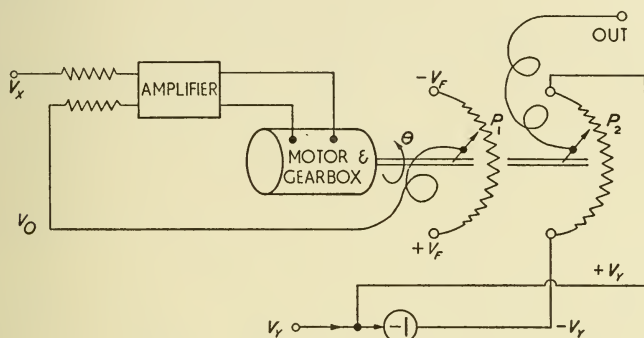 OUT
V_X
AMPLIFIER
-V_F
P_1
P_2
θ
MOTOR &
GEARBOX
V_O
+V_F
+V_Y
V_Y
-1
-V_Y